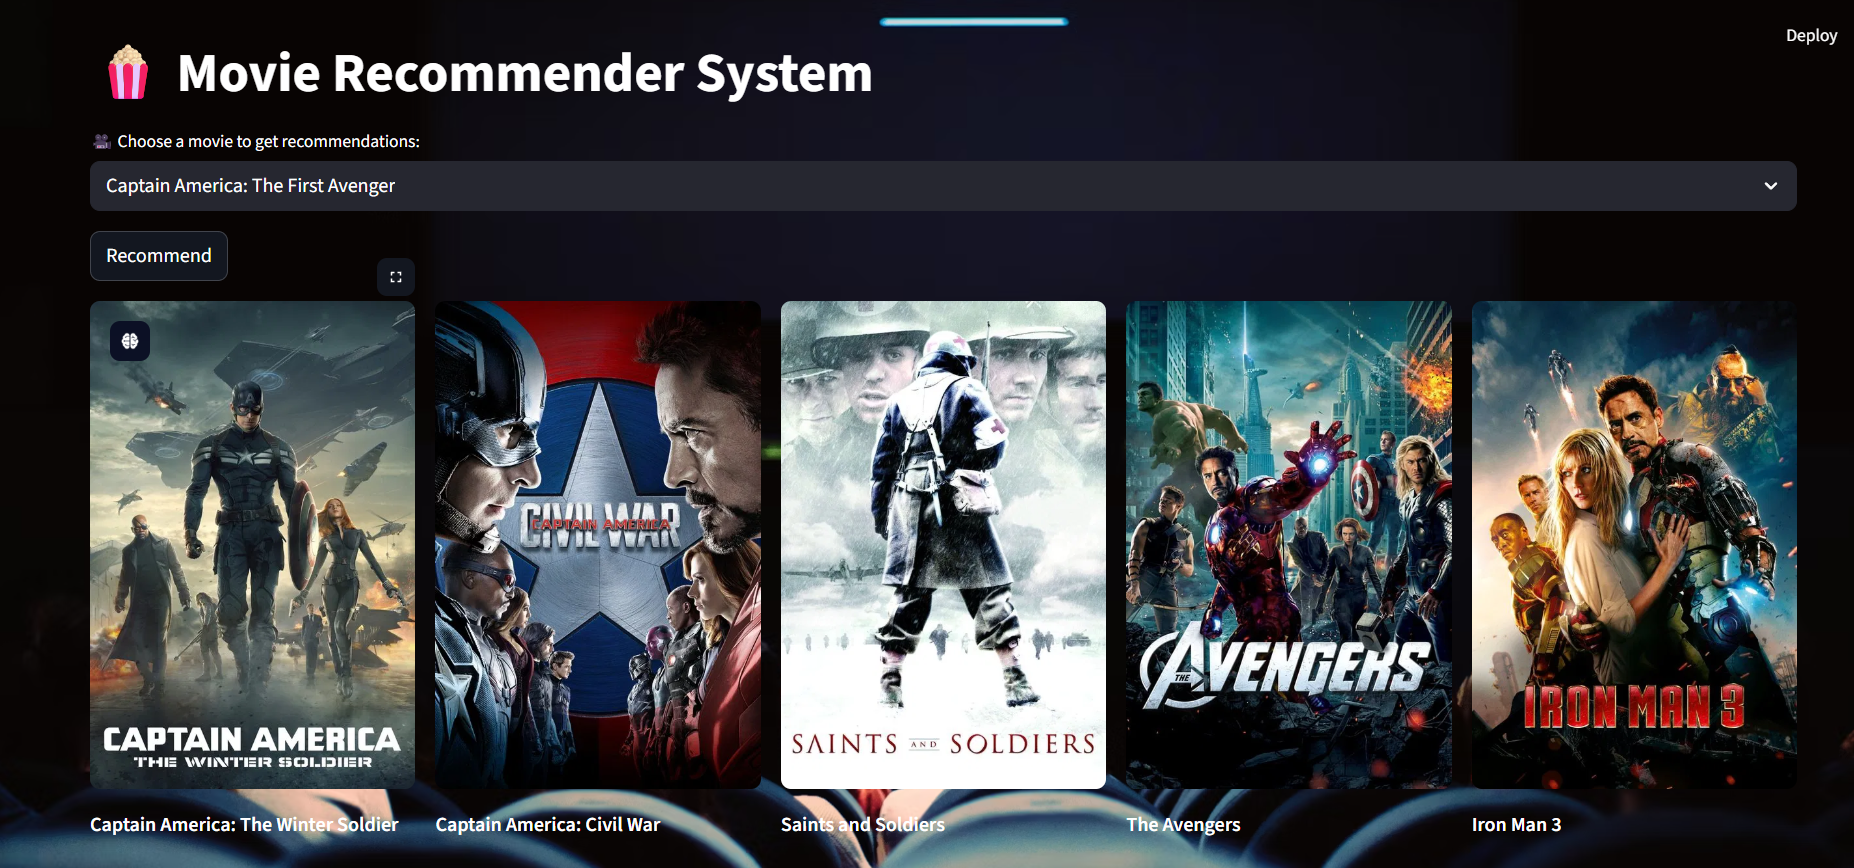 Deploy
Movie Recommender System
Choose a movie to get recommendations:
Captain America: The First Avenger
Recommend
CAPTAIN AMERICA
THE WINTER SOLDIER
CIVIL WAR
CAPTAIN AMERICA
SAINTS AND SOLDIERS
THE AVENGERS
IRON MAN 3
Captain America: The Winter Soldier
Captain America: Civil War
Saints and Soldiers
The Avengers
Iron Man 3